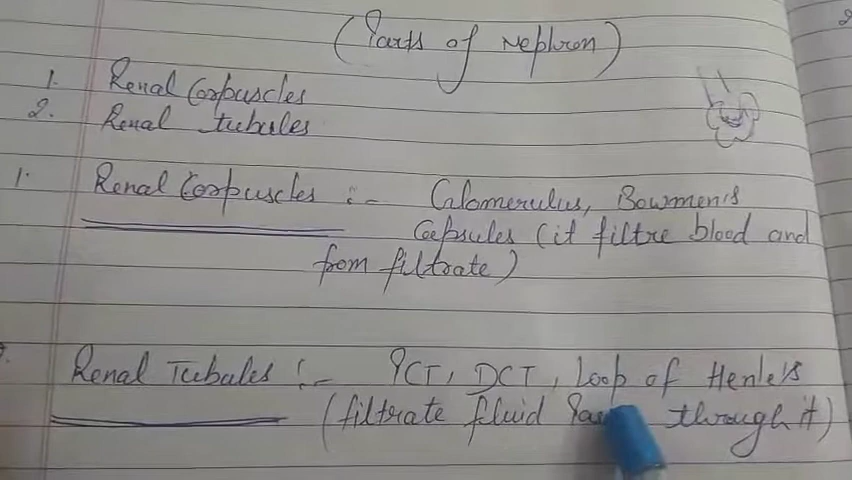 (Parts of Nephron)
1. Renal Corpuscles
2. Renal tubules
1. Renal Corpuscles :- Glomerulus, Bowmen's
Capsules (it filtre blood and
from filtrate)
Renal Tubules :- PCT, DCT, Loop of Henle's
(filtrate fluid through it)